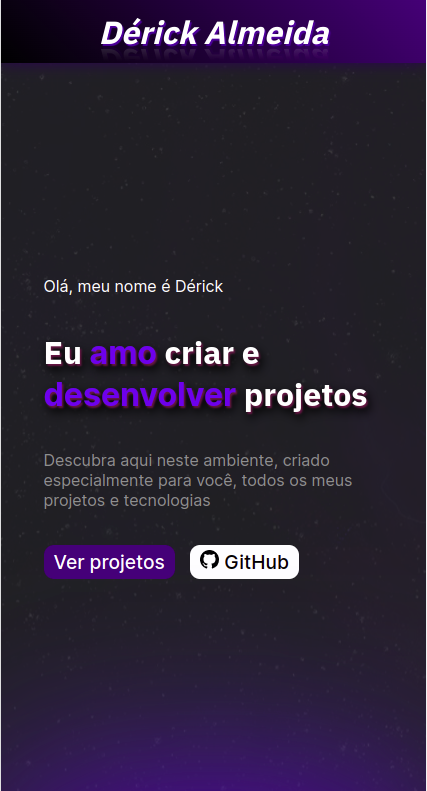 Dérick Almeida
Olá, meu nome é Dérick
Eu amo criar e
desenvolver projetos
Descubra aqui neste ambiente, criado
especialmente para você, todos os meus
projetos e tecnologias
Ver projetos
GitHub